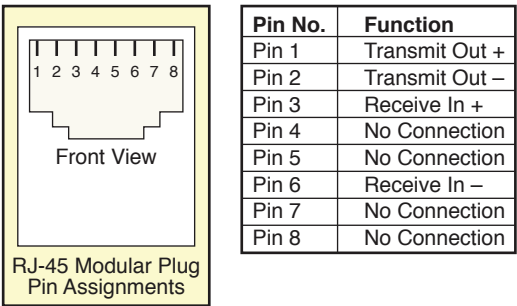 1 2 3 4 5 6 7 8
Front View
RJ-45 Modular Plug
Pin Assignments
Pin No. Function
Pin 1 Transmit Out +
Pin 2 Transmit Out –
Pin 3 Receive In +
Pin 4 No Connection
Pin 5 No Connection
Pin 6 Receive In –
Pin 7 No Connection
Pin 8 No Connection